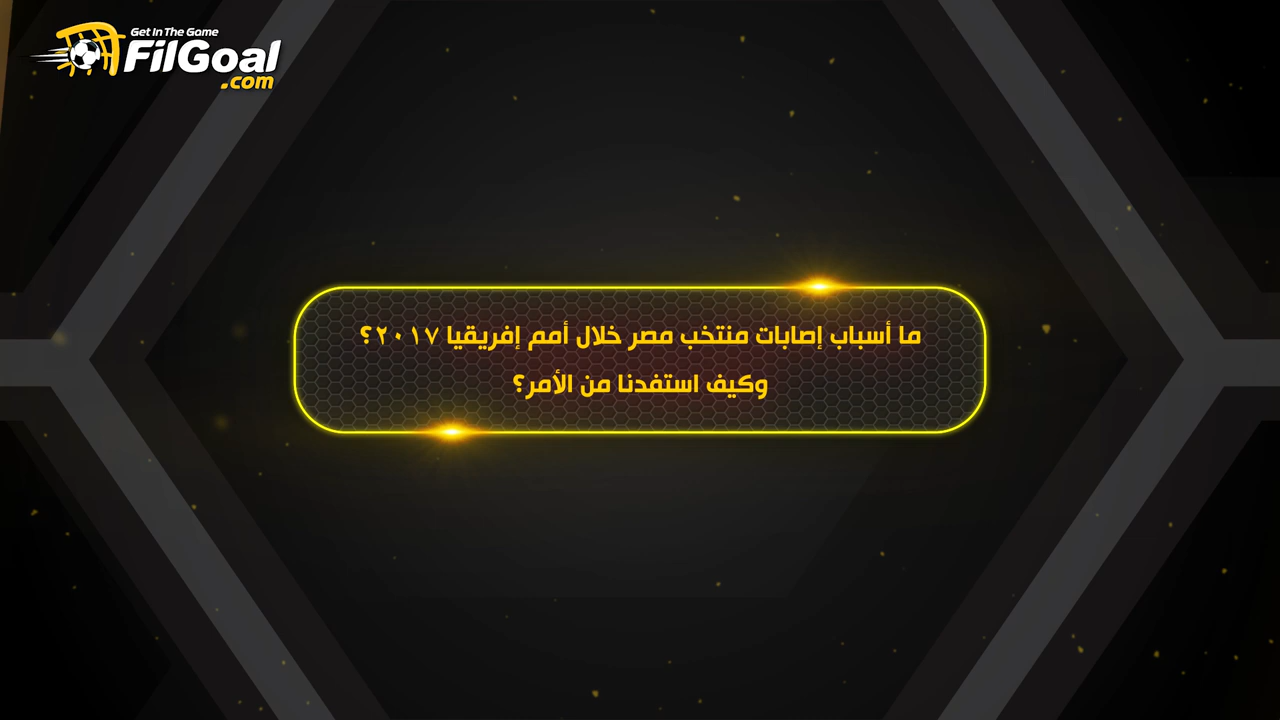 Get In The Game
FilGoal
.com
ما أسباب إصابات منتخب مصر خلال أمم إفريقيا ٢٠١٧؟
وكيف استفدنا من الأمر؟